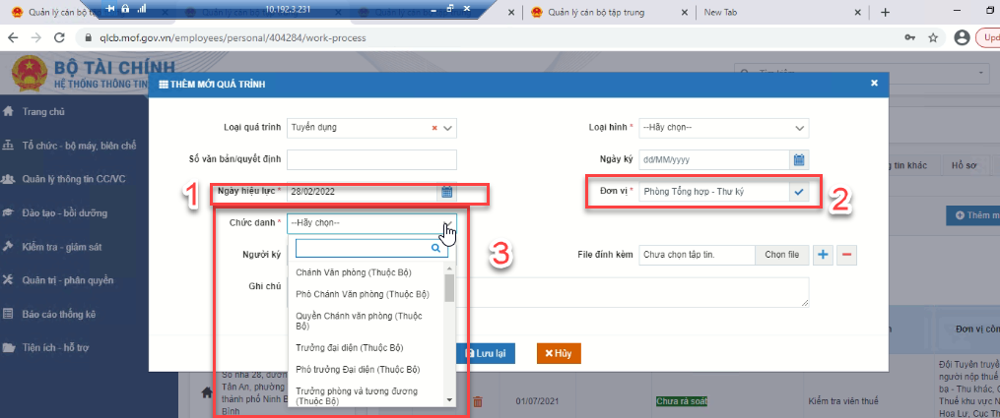 Quản lý cán bộ tập
10.192.3.231
Quản lý cán bộ tập trung
New Tab
qlcb.mof.gov.vn/employees/personal/404284/work-process
BỘ TÀI CHÍNH
HỆ THỐNG THÔNG TIN
THÊM MỚI QUÁ TRÌNH
Trang chủ
Tổ chức - bộ máy, biên chế
Quản lý thông tin CC/VC
Đào tạo - bồi dưỡng
Kiểm tra - giám sát
Quản trị - phân quyền
Báo cáo thống kê
Tiện ích - hỗ trợ
Loại quá trình
Tuyển dụng
Loại hình *
--Hãy chọn--
Số văn bản/quyết định
Ngày ký
dd/MM/yyyy
1
Ngày hiệu lực *
28/02/2022
Đơn vị *
Phòng Tổng hợp - Thư ký
2
Chức danh
--Hãy chọn--
3
Người ký
File đính kèm
Chưa chọn tập tin.
Chọn file
Ghi chú
Chánh Văn phòng (Thuộc Bộ)
Phó Chánh Văn phòng (Thuộc Bộ)
Quyền Chánh văn phòng (Thuộc
Bộ)
Trưởng đại diện (Thuộc Bộ)
Phó trưởng Đại diện (Thuộc Bộ)
Trưởng phòng và tương đương
(Thuộc Bộ)
Lưu lại
Hủy
tin khác
Hồ sơ
Thêm m
Đơn vị côn
Số nhà 28, đườn
Tân An, phường
thành phố Ninh B
Bình
01/07/2021
Chưa rà soát
Kiểm tra viên thuế
Đội Tuyên truyề
người nộp thuế
bạ - Thu khác, C
Thuế khu vực N
Hoa Lư, Cục Th